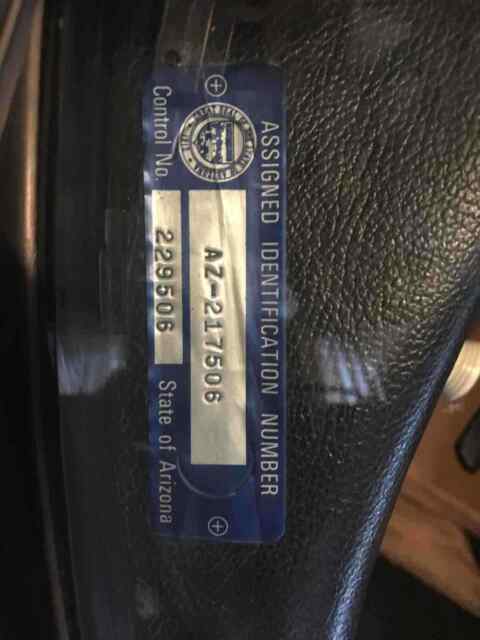 ASSIGNED IDENTIFICATION NUMBER
AZ-217506
Control No. 229506 State of Arizona